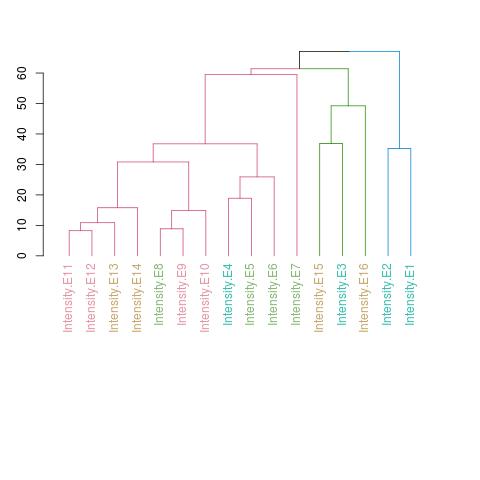 60
50
40
30
20
10
0
Intensity.E11
Intensity.E12
Intensity.E13
Intensity.E14
Intensity.E8
Intensity.E9
Intensity.E10
Intensity.E4
Intensity.E5
Intensity.E6
Intensity.E7
Intensity.E15
Intensity.E3
Intensity.E16
Intensity.E2
Intensity.E1